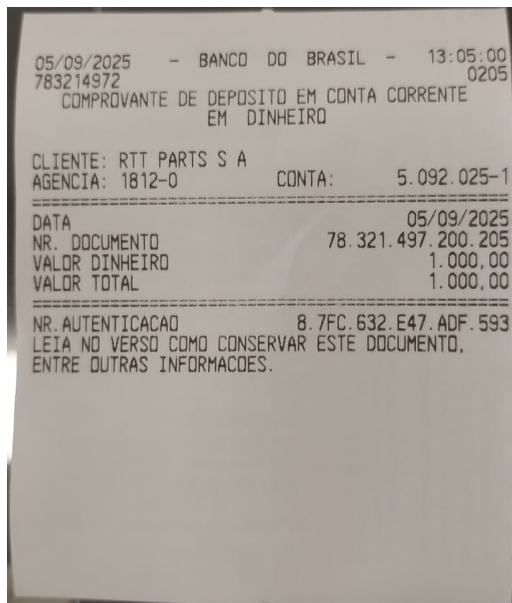 05/09/2025 - BANCO DO BRASIL - 13:05:00
783214972 0205
COMPROVANTE DE DEPOSITO EM CONTA CORRENTE
EM DINHEIRO
CLIENTE: RTT PARTS S A
AGENCIA: 1812-0 CONTA: 5.092.025-1
==================================================
DATA 05/09/2025
NR. DOCUMENTO 78.321.497.200.205
VALOR DINHEIRO 1.000,00
VALOR TOTAL 1.000,00
==================================================
NR.AUTENTICACAO 8.7FC.632.E47.ADF.593
LEIA NO VERSO COMO CONSERVAR ESTE DOCUMENTO,
ENTRE OUTRAS INFORMACOES.